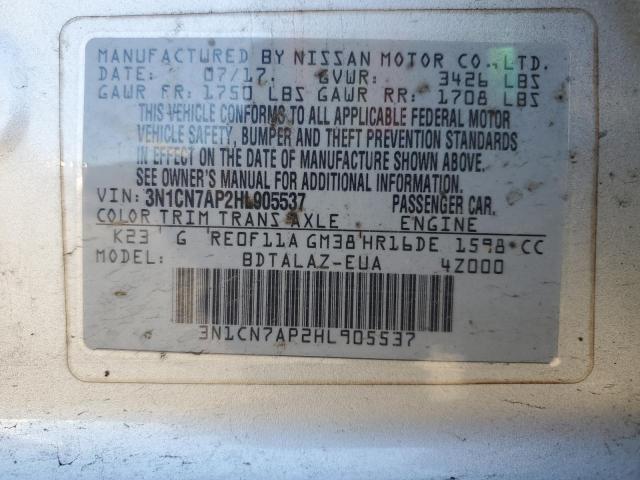 MANUFACTURED BY NISSAN MOTOR CO.,LTD.
DATE: 07/17. GVWR: 3426 LBS
GAWR FR: 1750 LBS GAWR RR: 1708 LBS
THIS VEHICLE CONFORMS TO ALL APPLICABLE FEDERAL MOTOR
VEHICLE SAFETY, BUMPER AND THEFT PREVENTION STANDARDS
IN EFFECT ON THE DATE OF MANUFACTURE SHOWN ABOVE.
SEE OWNER'S MANUAL FOR ADDITIONAL INFORMATION.
VIN: 3N1CN7AP2HL905537 PASSENGER CAR.
COLOR TRIM TRANS AXLE ENGINE
K23 G RE0F11A GM38 HR16DE 1598 CC
MODEL: BDTALAZ-EUA 4Z000
3N1CN7AP2HL905537